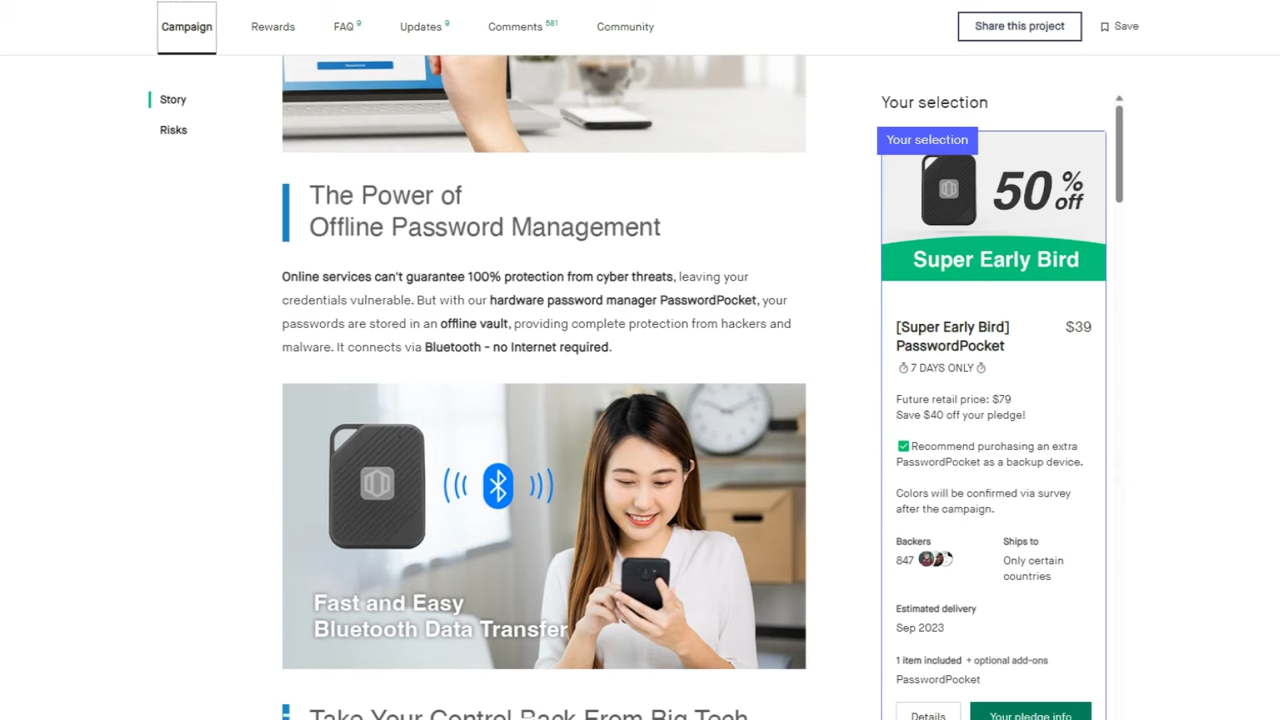 Campaign
Rewards
FAQ 9
Updates 9
Comments 581
Community
Share this project
Save
Story
Risks
The Power of
Offline Password Management
Online services can't guarantee 100% protection from cyber threats, leaving your
credentials vulnerable. But with our hardware password manager PasswordPocket, your
passwords are stored in an offline vault, providing complete protection from hackers and
malware. It connects via Bluetooth - no Internet required.
Fast and Easy
Bluetooth Data Transfer
Take Your Control Back From Big Tech
Your selection
Your selection
50% off
Super Early Bird
[Super Early Bird] $39
PasswordPocket
7 DAYS ONLY
Future retail price: $79
Save $40 off your pledge!
Recommend purchasing an extra
PasswordPocket as a backup device.
Colors will be confirmed via survey
after the campaign.
Backers
847
Ships to
Only certain
countries
Estimated delivery
Sep 2023
1 item included + optional add-ons
PasswordPocket
Details
Your pledge info